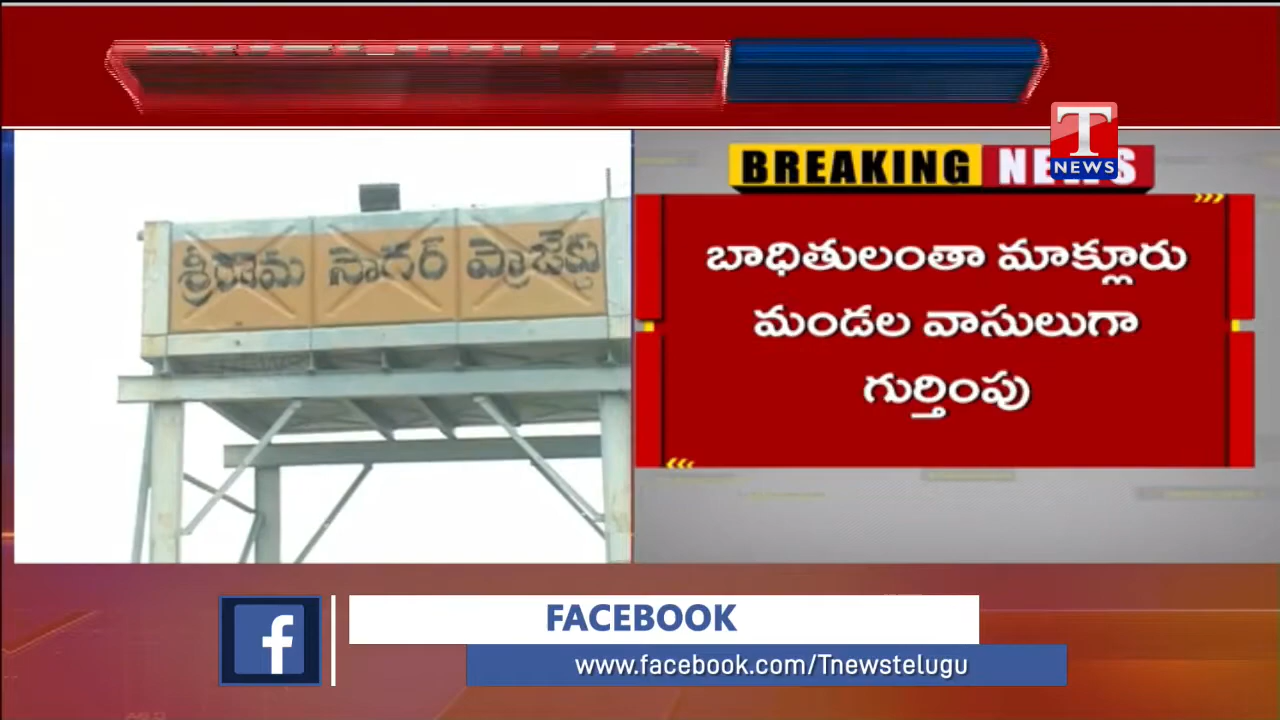 T
NEWS
BREAKING NEWS
శ్రీరామ సాగర్ ప్రాజెక్టు
బాధితులంతా మాక్లూరు
మండల వాసులుగా
గుర్తింపు
FACEBOOK
www.facebook.com/Tnewstelugu